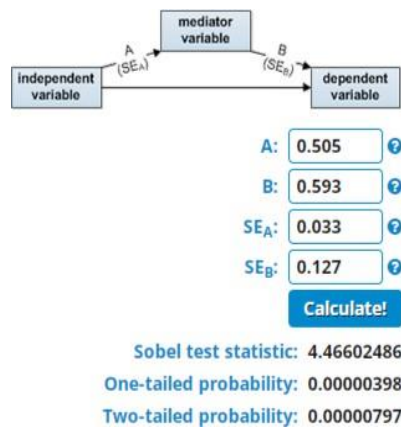 mediator
variable
A
(SEA)
B
(SEB)
independent
variable
dependent
variable
A: 0.505 ?
B: 0.593 ?
SEA: 0.033 ?
SEB: 0.127 ?
Calculate!
Sobel test statistic: 4.46602486
One-tailed probability: 0.00000398
Two-tailed probability: 0.00000797